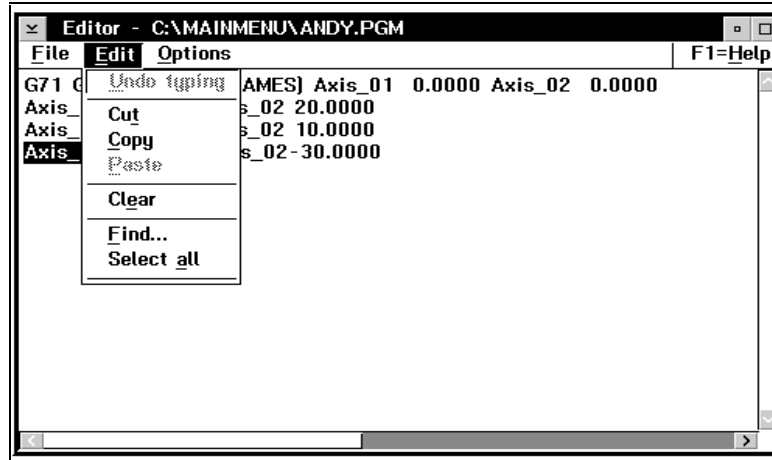 Editor - C:\MAINMENU\ANDY.PGM
File Edit Options F1=Help
G71 G AMES) Axis_01 0.0000 Axis_02 0.0000
Axis_ s_02 20.0000
Axis_ s_02 10.0000
Axis_ s_02-30.0000
Undo typing
Cut
Copy
Paste
Clear
Find...
Select all